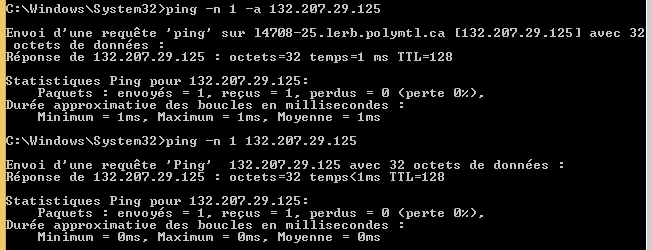 C:\Windows\System32>ping -n 1 -a 132.207.29.125
Envoi d'une requête 'ping' sur l4708-25.lerb.polymtl.ca [132.207.29.125] avec 32
 octets de données :
Réponse de 132.207.29.125 : octets=32 temps=1 ms TTL=128
Statistiques Ping pour 132.207.29.125:
    Paquets : envoyés = 1, reçus = 1, perdus = 0 (perte 0%),
Durée approximative des boucles en millisecondes :
    Minimum = 1ms, Maximum = 1ms, Moyenne = 1ms
C:\Windows\System32>ping -n 1 132.207.29.125
Envoi d'une requête 'Ping'  132.207.29.125 avec 32 octets de données :
Réponse de 132.207.29.125 : octets=32 temps<1ms TTL=128
Statistiques Ping pour 132.207.29.125:
    Paquets : envoyés = 1, reçus = 1, perdus = 0 (perte 0%),
Durée approximative des boucles en millisecondes :
    Minimum = 0ms, Maximum = 0ms, Moyenne = 0ms